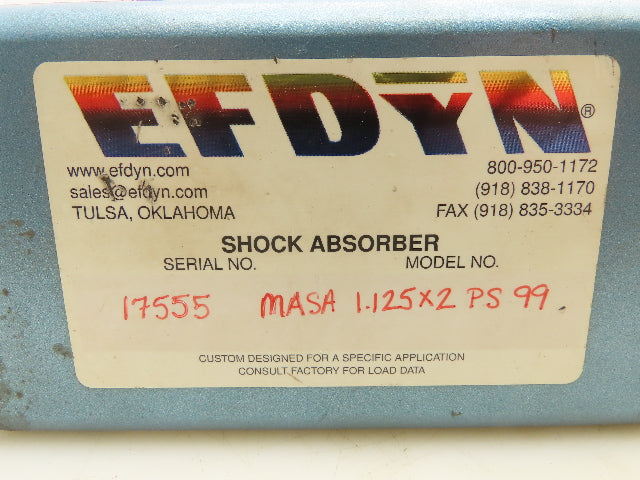 EFDYN®
www.efdyn.com 800-950-1172
sales@efdyn.com (918) 838-1170
TULSA, OKLAHOMA FAX (918) 835-3334
SHOCK ABSORBER
SERIAL NO. MODEL NO.
17555 MASA 1.125X2 PS 99
CUSTOM DESIGNED FOR A SPECIFIC APPLICATION
CONSULT FACTORY FOR LOAD DATA